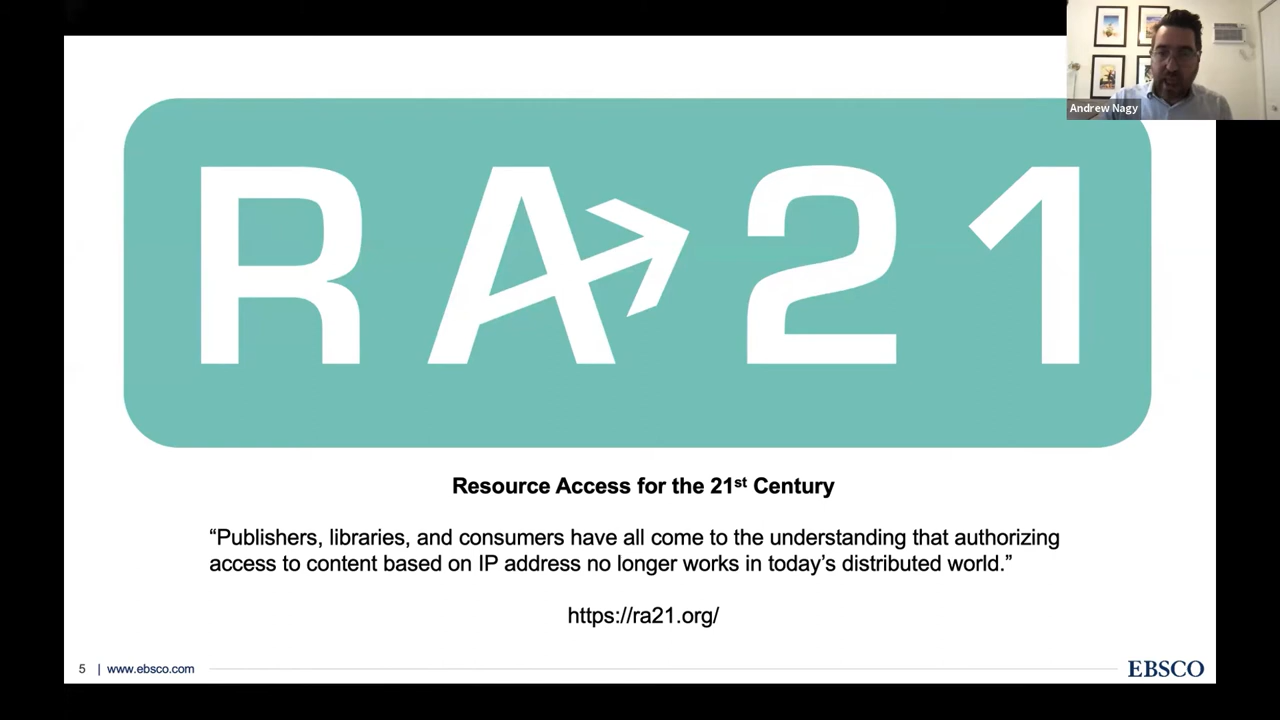 Andrew Nagy
RA21
Resource Access for the 21st Century
“Publishers, libraries, and consumers have all come to the understanding that authorizing
access to content based on IP address no longer works in today’s distributed world.”
https://ra21.org/
5 | www.ebsco.com
EBSCO